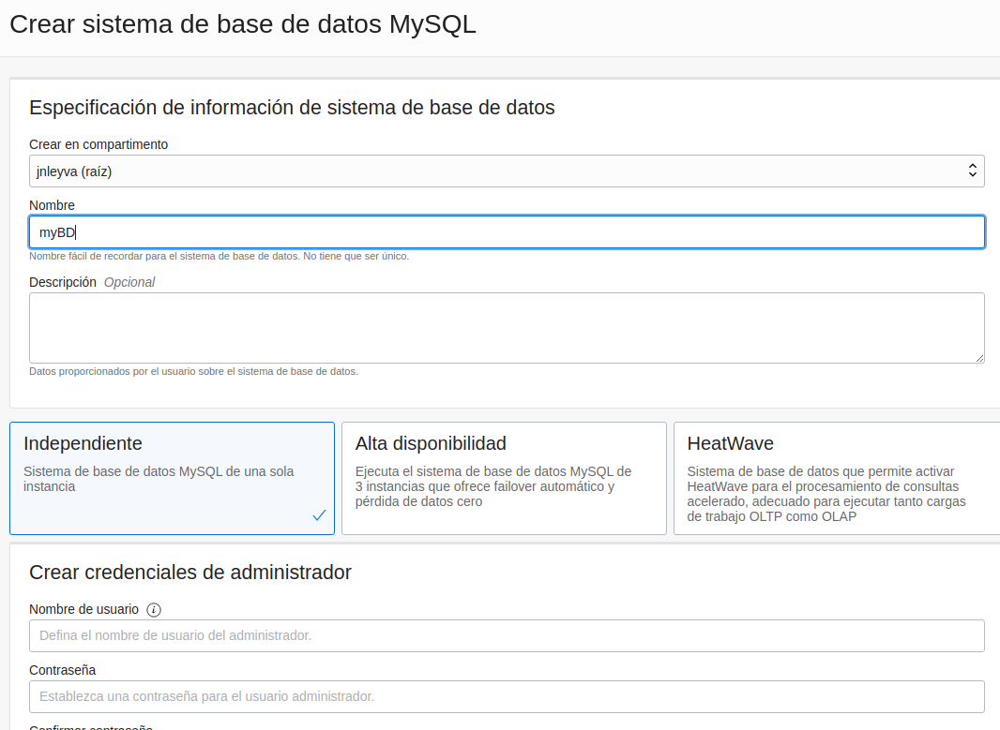 Crear sistema de base de datos MySQL
Especificación de información de sistema de base de datos
Crear en compartimento
jnleyva (raíz)
Nombre
myBD
Nombre fácil de recordar para el sistema de base de datos. No tiene que ser único.
Descripción Opcional
Datos proporcionados por el usuario sobre el sistema de base de datos.
Independiente
Sistema de base de datos MySQL de una sola
instancia
Alta disponibilidad
Ejecuta el sistema de base de datos MySQL de
3 instancias que ofrece failover automático y
pérdida de datos cero
HeatWave
Sistema de base de datos que permite activar
HeatWave para el procesamiento de consultas
acelerado, adecuado para ejecutar tanto cargas
de trabajo OLTP como OLAP
Crear credenciales de administrador
Nombre de usuario
Defina el nombre de usuario del administrador.
Contraseña
Establezca una contraseña para el usuario administrador.
Confirmar contraseña